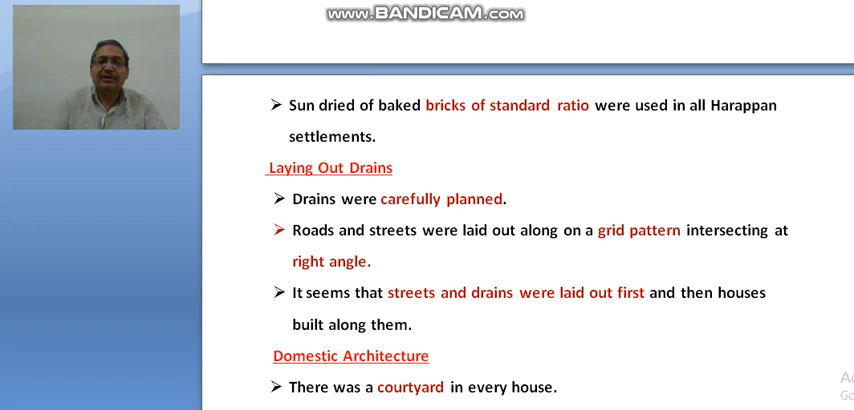 www.BANDICAM.com
➢ Sun dried of baked bricks of standard ratio were used in all Harappan
settlements.
Laying Out Drains
➢ Drains were carefully planned.
➢ Roads and streets were laid out along on a grid pattern intersecting at
right angle.
➢ It seems that streets and drains were laid out first and then houses
built along them.
Domestic Architecture
➢ There was a courtyard in every house.